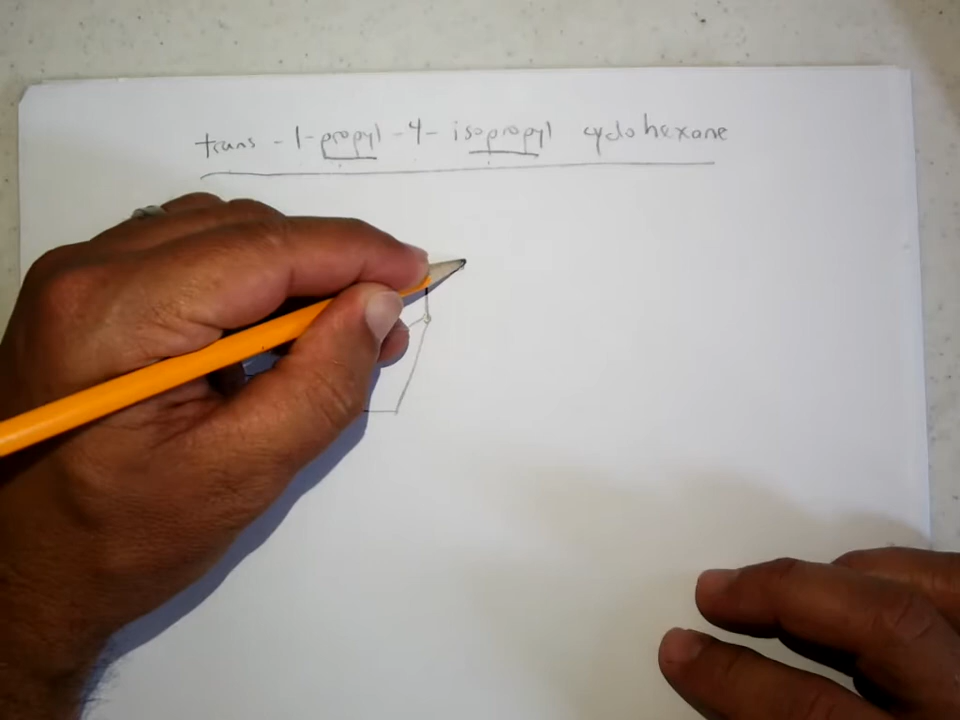 trans - 1 - propyl - 4 - isopropyl cyclohexane